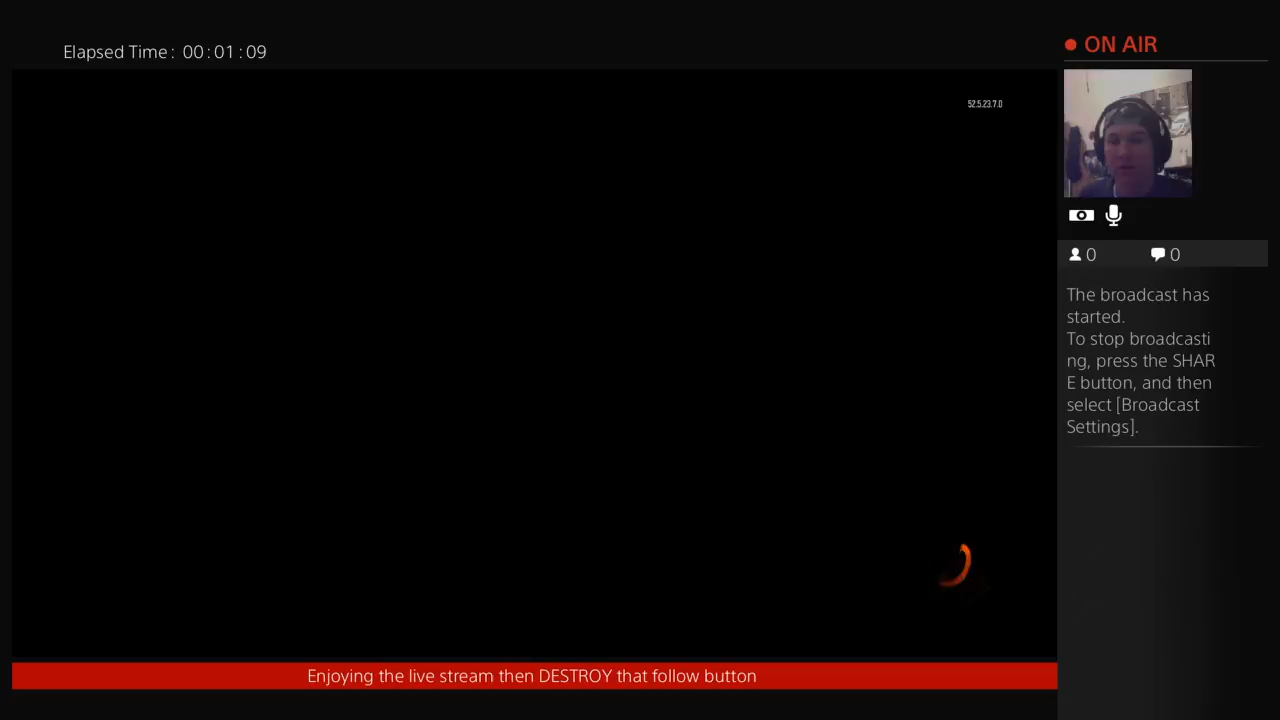 Elapsed Time: 00:01:09
ON AIR
52.5.23.7.0
0 0
The broadcast has
started.
To stop broadcasti
ng, press the SHAR
E button, and then
select [Broadcast
Settings].
Enjoying the live stream then DESTROY that follow button